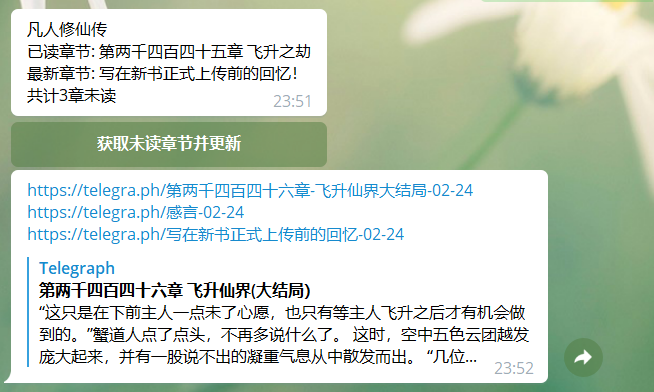 凡人修仙传
已读章节: 第两千四百四十五章 飞升之劫
最新章节: 写在新书正式上传前的回忆！
共计3章未读
23:51
获取未读章节并更新
https://telegra.ph/第两千四百四十六章-飞升仙界大结局-02-24
https://telegra.ph/感言-02-24
https://telegra.ph/写在新书正式上传前的回忆-02-24
Telegraph
第两千四百四十六章 飞升仙界(大结局)
“这只是在下前主人一点未了心愿，也只有等主人飞升之后才有机会做
到的。”蟹道人点了点头，不再多说什么了。 这时，空中五色云团越发
庞大起来，并有一股说不出的凝重气息从中散发而出。 “几位...
23:52